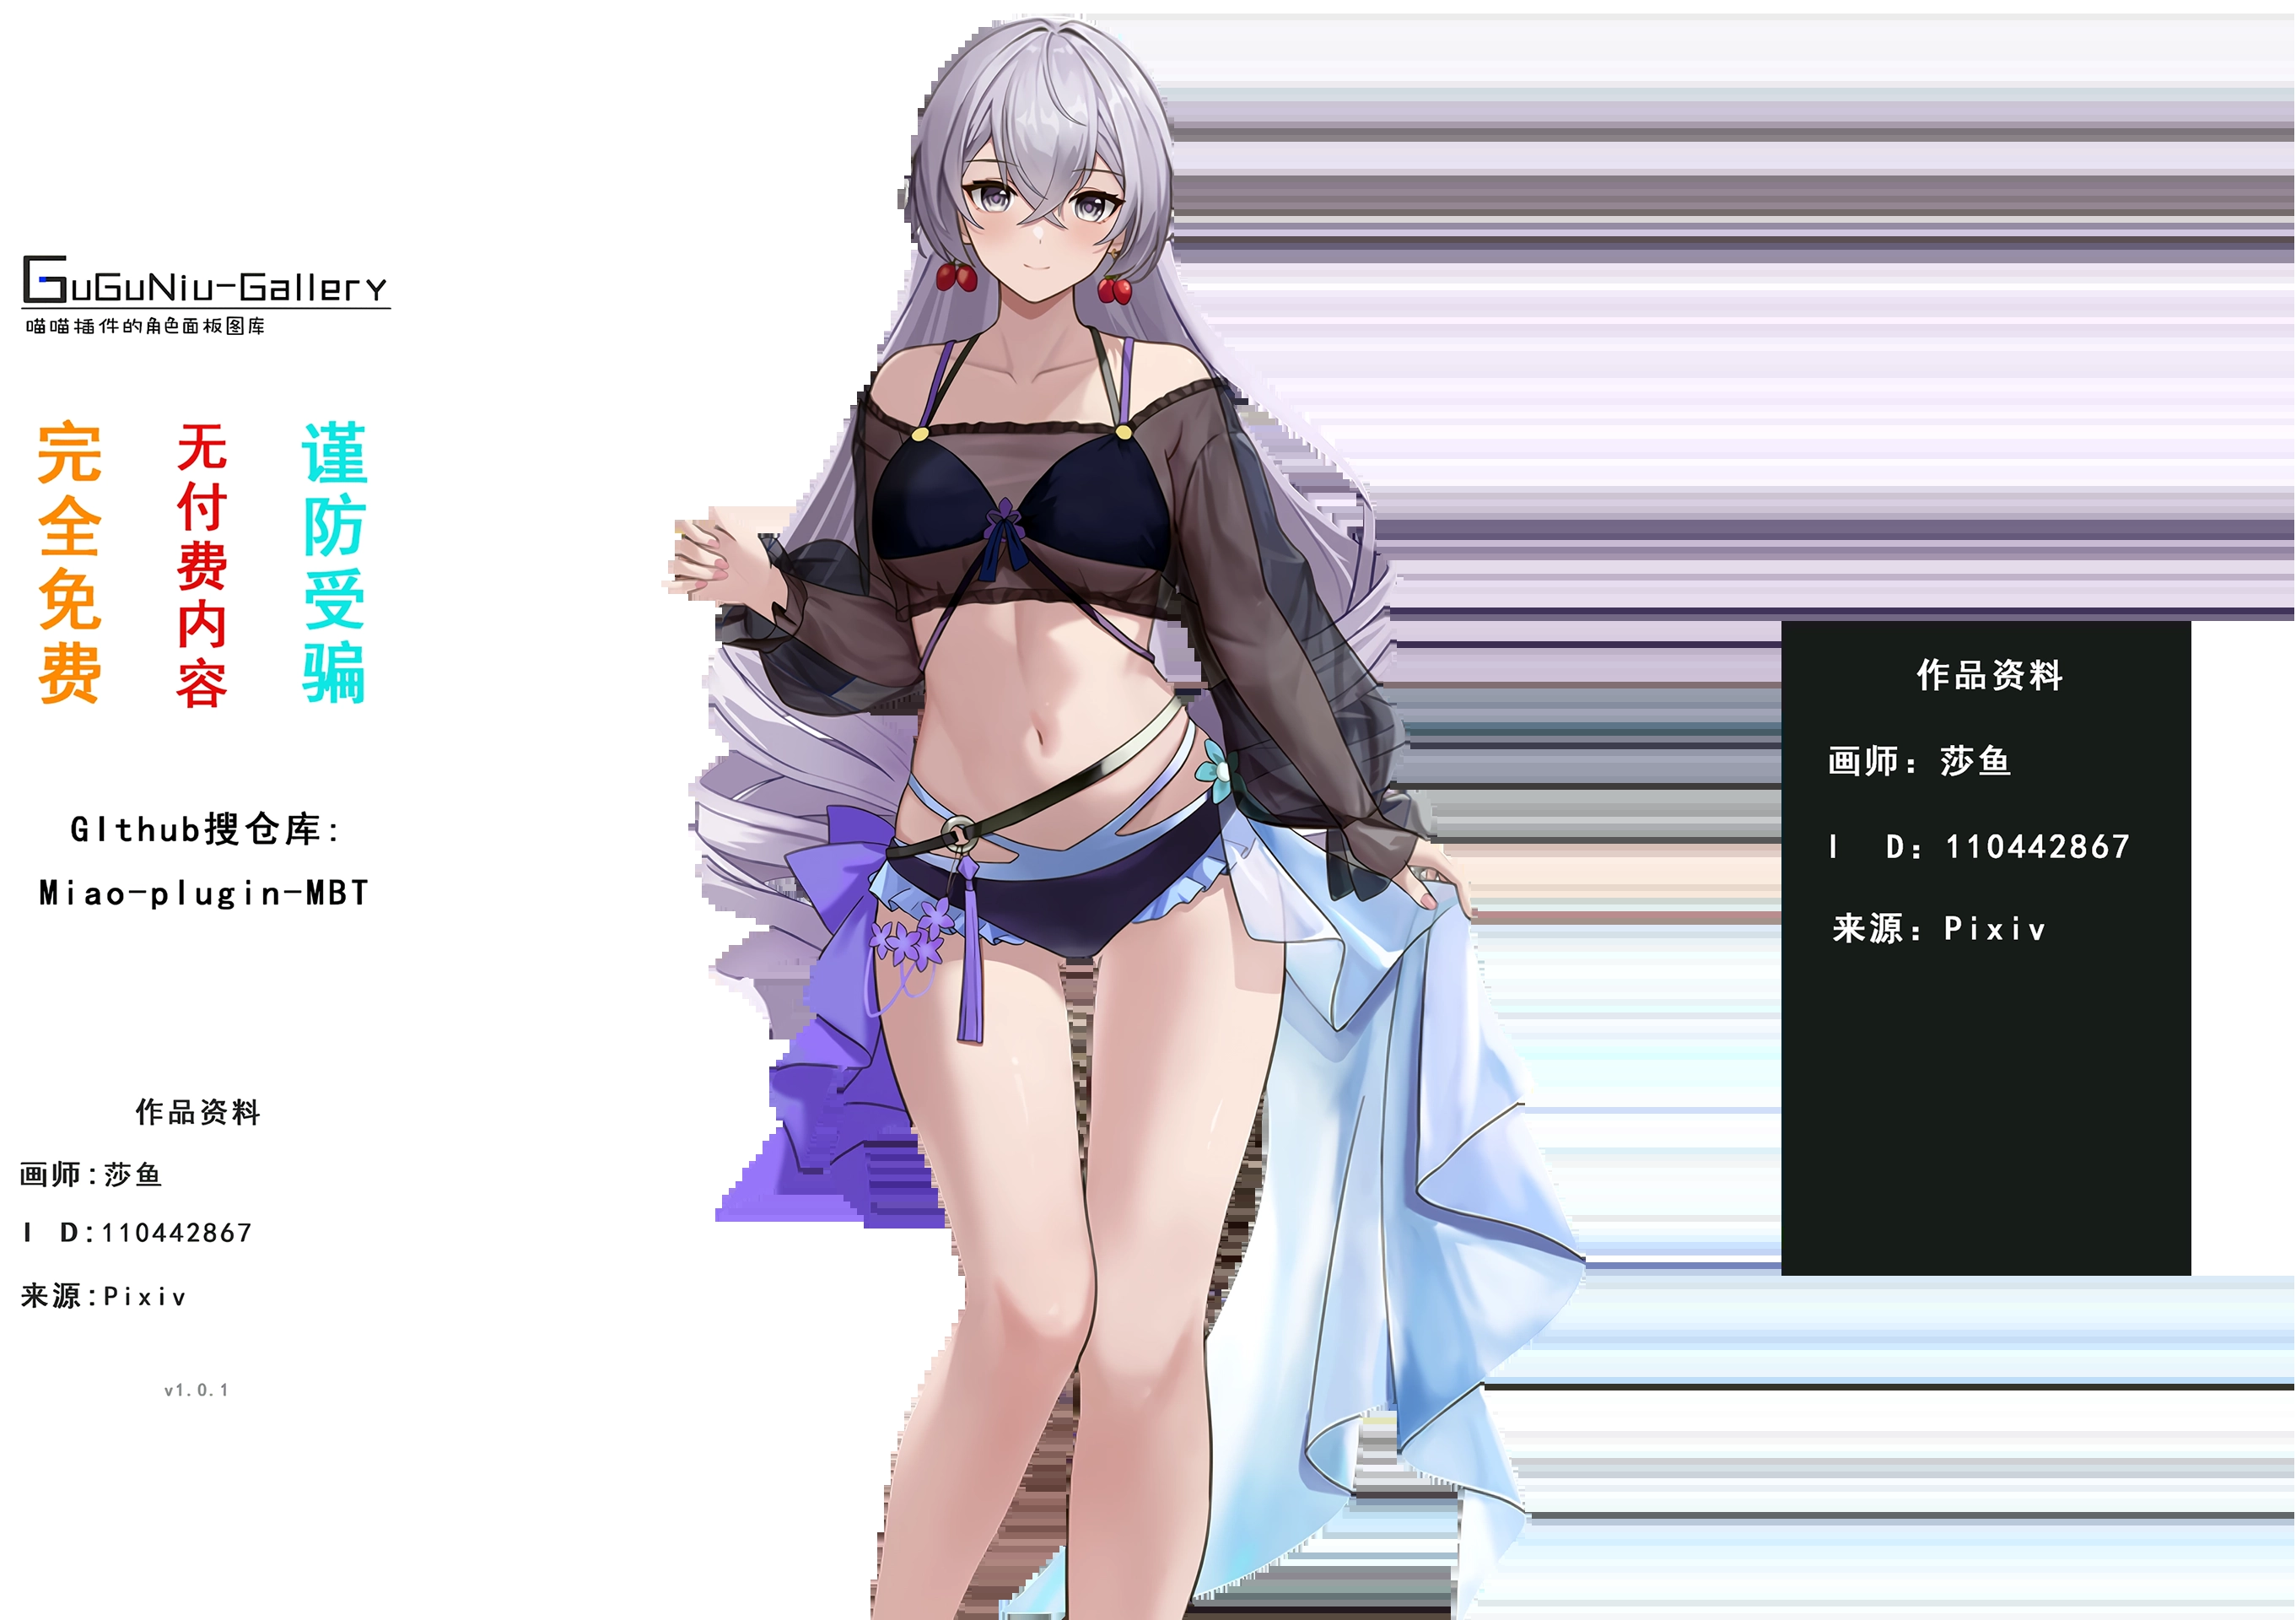 GuGuNiu-Gallery
喵喵插件的角色面板图库
完全免费
无付费内容
谨防受骗
GIthub搜仓库:
Miao-plugin-MBT
作品资料
画师:莎鱼
I D:110442867
来源:Pixiv
v1.0.1
作品资料
画师: 莎鱼
I D: 110442867
来源: Pixiv